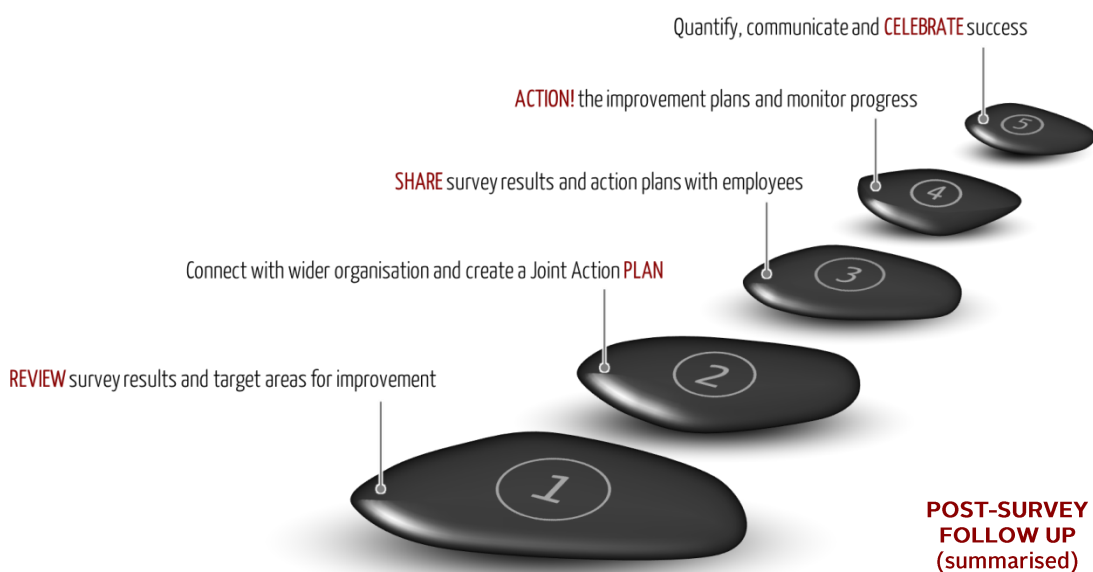 Quantify, communicate and CELEBRATE success
ACTION! the improvement plans and monitor progress
5
4
SHARE survey results and action plans with employees
3
Connect with wider organisation and create a Joint Action PLAN
2
REVIEW survey results and target areas for improvement
1
POST-SURVEY
FOLLOW UP
(summarised)